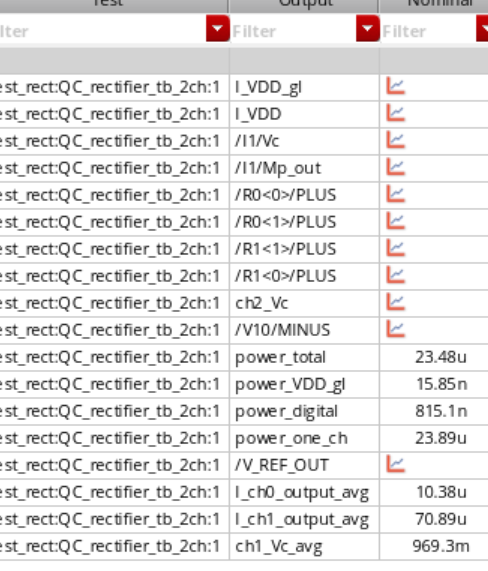 Test Output Nominal
lter Filter Filter
est_rect:QC_rectifier_tb_2ch:1 I_VDD_gl
est_rect:QC_rectifier_tb_2ch:1 I_VDD
est_rect:QC_rectifier_tb_2ch:1 /I1/Vc
est_rect:QC_rectifier_tb_2ch:1 /I1/Mp_out
est_rect:QC_rectifier_tb_2ch:1 /R0<0>/PLUS
est_rect:QC_rectifier_tb_2ch:1 /R0<1>/PLUS
est_rect:QC_rectifier_tb_2ch:1 /R1<1>/PLUS
est_rect:QC_rectifier_tb_2ch:1 /R1<0>/PLUS
est_rect:QC_rectifier_tb_2ch:1 ch2_Vc
est_rect:QC_rectifier_tb_2ch:1 /V10/MINUS
est_rect:QC_rectifier_tb_2ch:1 power_total 23.48u
est_rect:QC_rectifier_tb_2ch:1 power_VDD_gl 15.85n
est_rect:QC_rectifier_tb_2ch:1 power_digital 815.1n
est_rect:QC_rectifier_tb_2ch:1 power_one_ch 23.89u
est_rect:QC_rectifier_tb_2ch:1 /V_REF_OUT
est_rect:QC_rectifier_tb_2ch:1 I_ch0_output_avg 10.38u
est_rect:QC_rectifier_tb_2ch:1 I_ch1_output_avg 70.89u
est_rect:QC_rectifier_tb_2ch:1 ch1_Vc_avg 969.3m